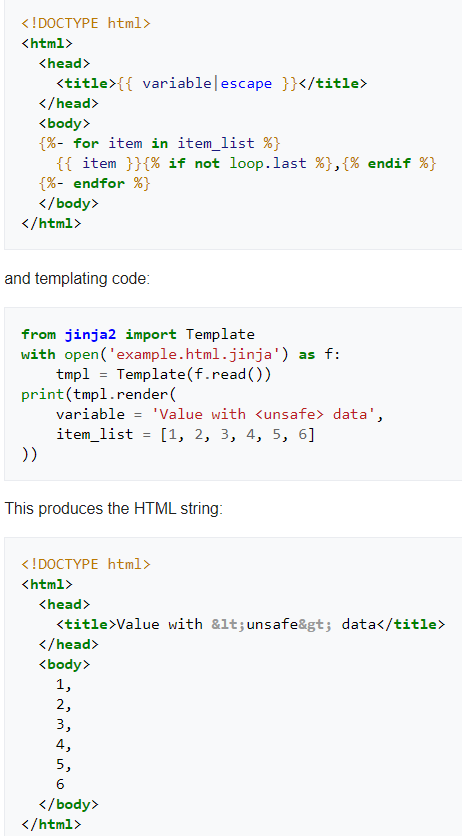 <!DOCTYPE html>
<html>
  <head>
    <title>{{ variable|escape }}</title>
  </head>
  <body>
  {%- for item in item_list %}
    {{ item }}{% if not loop.last %},{% endif %}
  {%- endfor %}
  </body>
</html>
and templating code:
from jinja2 import Template
with open('example.html.jinja') as f:
    tmpl = Template(f.read())
print(tmpl.render(
    variable = 'Value with <unsafe> data',
    item_list = [1, 2, 3, 4, 5, 6]
))
This produces the HTML string:
<!DOCTYPE html>
<html>
  <head>
    <title>Value with &lt;unsafe&gt; data</title>
  </head>
  <body>
    1,
    2,
    3,
    4,
    5,
    6
  </body>
</html>